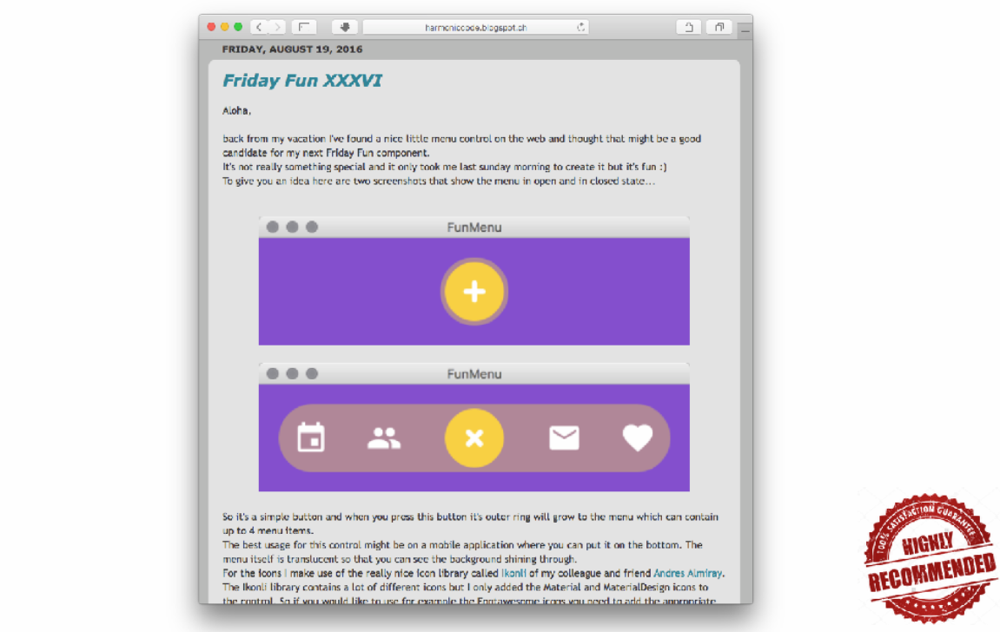 harmoniccode.blogspot.ch
FRIDAY, AUGUST 19, 2016
Friday Fun XXXVI
Aloha,
back from my vacation I've found a nice little menu control on the web and thought that might be a good
candidate for my next Friday Fun component.
It's not really something special and it only took me last sunday morning to create it but it's fun :)
To give you an idea here are two screenshots that show the menu in open and in closed state...
FunMenu
FunMenu
So it's a simple button and when you press this button it's outer ring will grow to the menu which can contain
up to 4 menu items.
The best usage for this control might be on a mobile application where you can put it on the bottom. The
menu itself is translucent so that you can see the background shining through.
For the icons I make use of the really nice icon library called Ikonli of my colleague and friend Andres Almiray.
The Ikonli library contains a lot of different icons but I only added the Material and MaterialDesign icons to
the control. So if you would like to use for example the Fontawesome icons you need to add the appropriate
100% SATISFACTION GUARANTEE
HIGHLY
RECOMMENDED